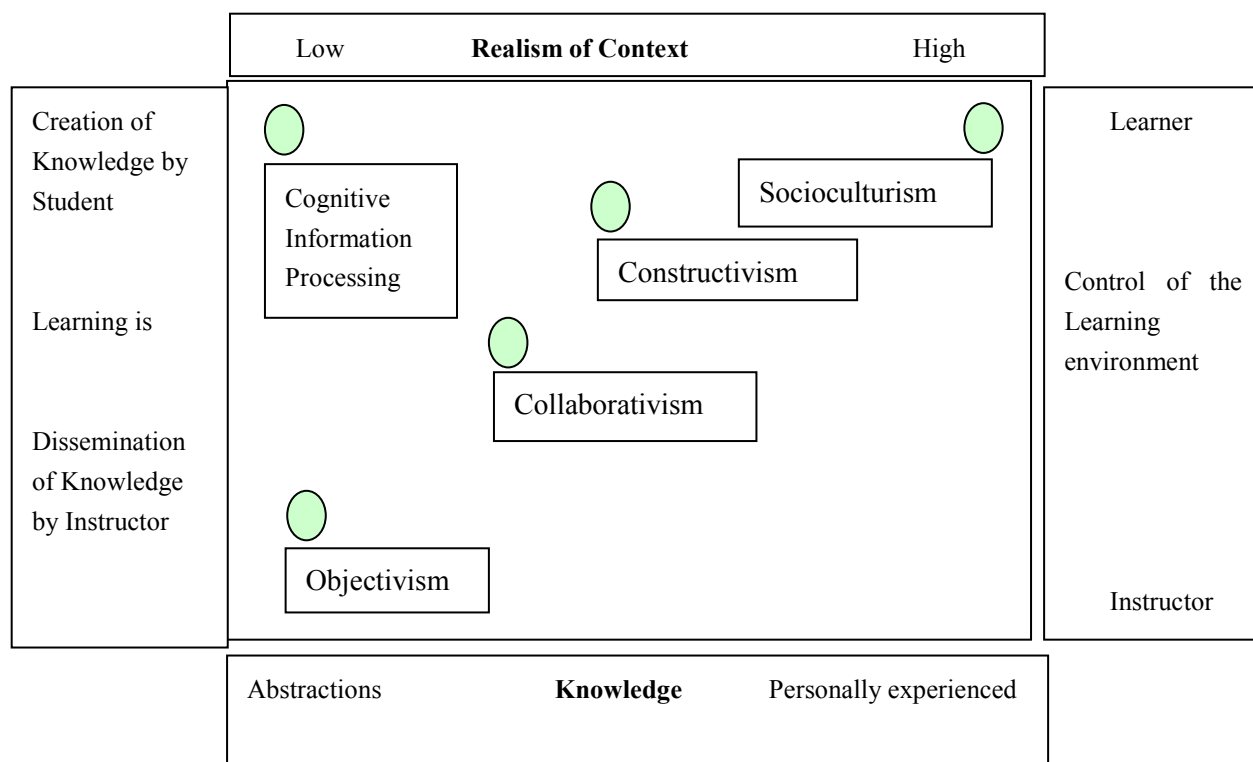 Low Realism of Context High
Creation of
Knowledge by
Student
Learning is
Dissemination
of Knowledge
by Instructor
Cognitive
Information
Processing
Socioculturism
Constructivism
Collaborativism
Objectivism
Learner
Control of the
Learning
environment
Instructor
Abstractions Knowledge Personally experienced